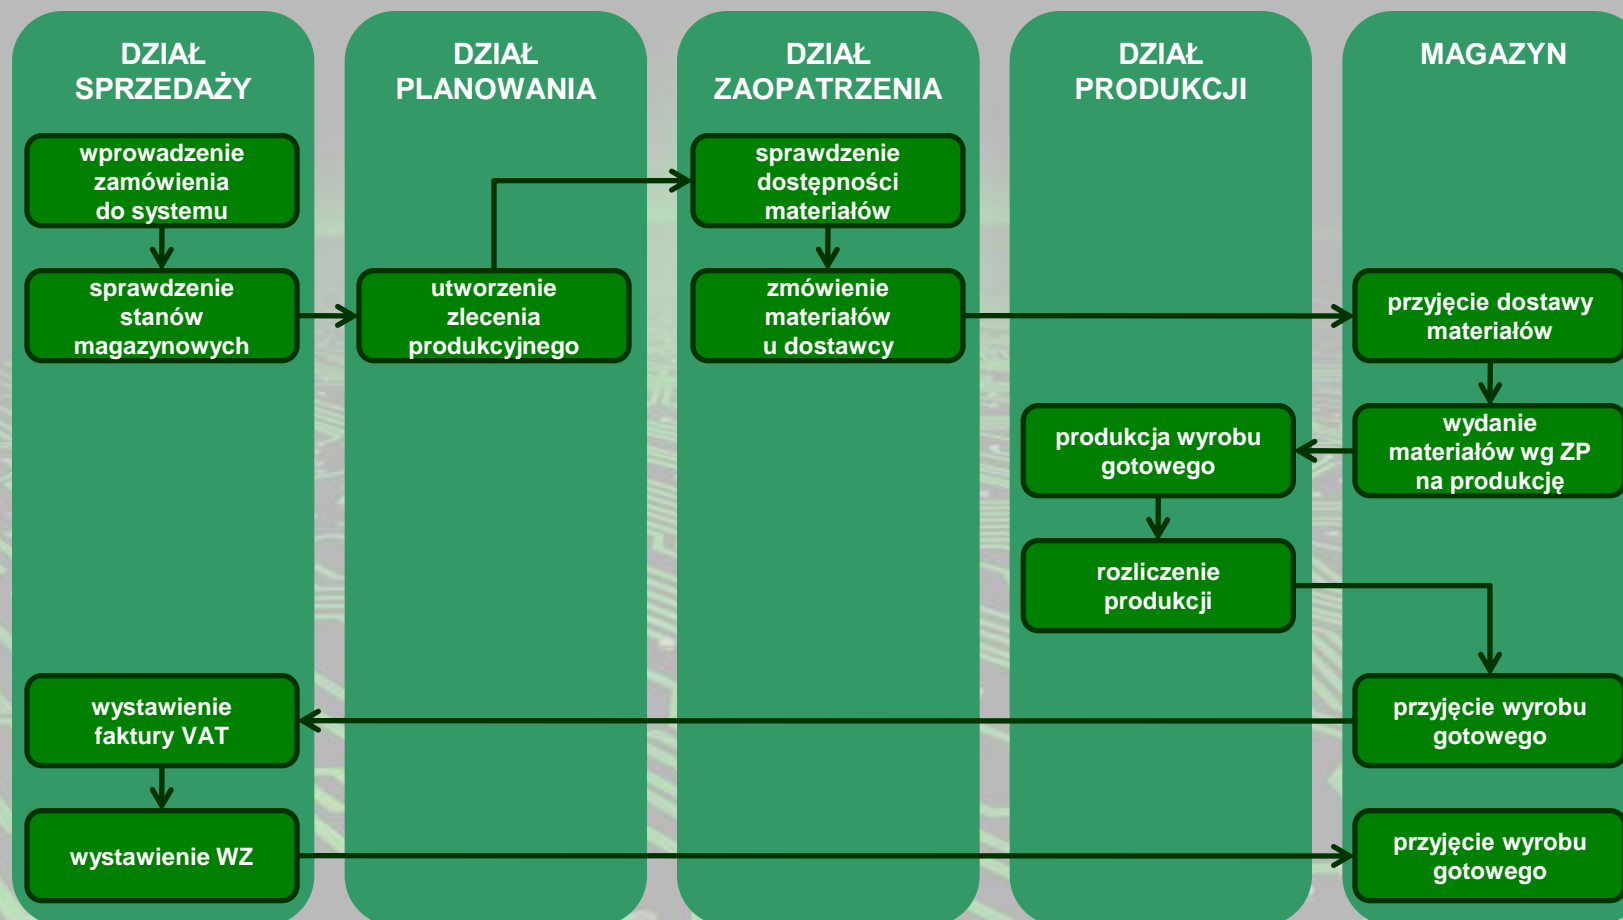 DZIAŁ
SPRZEDAŻY
DZIAŁ
PLANOWANIA
DZIAŁ
ZAOPATRZENIA
DZIAŁ
PRODUKCJI
MAGAZYN
wprowadzenie
zamówienia
do systemu
sprawdzenie
dostępności
materiałów
sprawdzenie
stanów
magazynowych
utworzenie
zlecenia
produkcyjnego
zmówienie
materiałów
u dostawcy
przyjęcie dostawy
materiałów
produkcja wyrobu
gotowego
wydanie
materiałów wg ZP
na produkcję
rozliczenie
produkcji
wystawienie
faktury VAT
przyjęcie wyrobu
gotowego
wystawienie WZ
przyjęcie wyrobu
gotowego